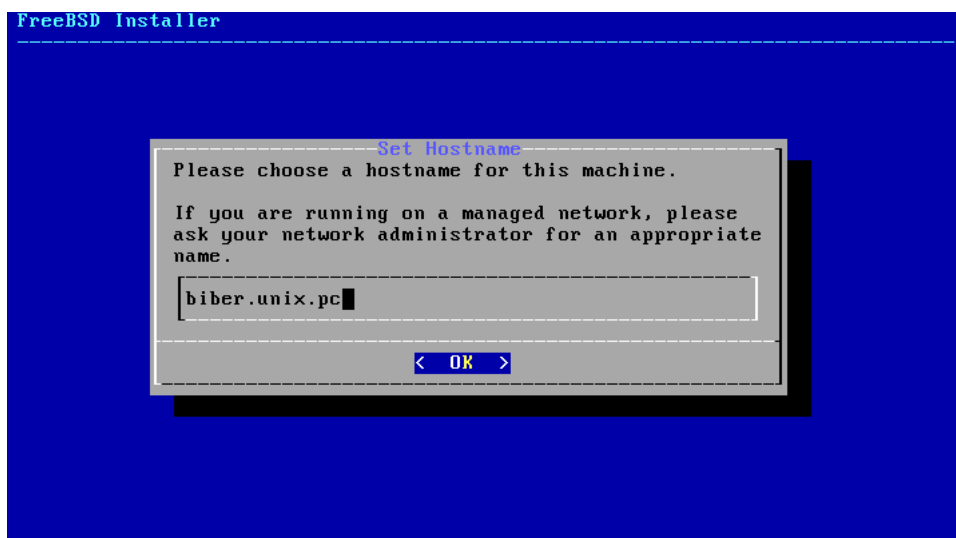 FreeBSD Installer
Set Hostname
Please choose a hostname for this machine.
If you are running on a managed network, please
ask your network administrator for an appropriate
name.
biber.unix.pc
< OK >